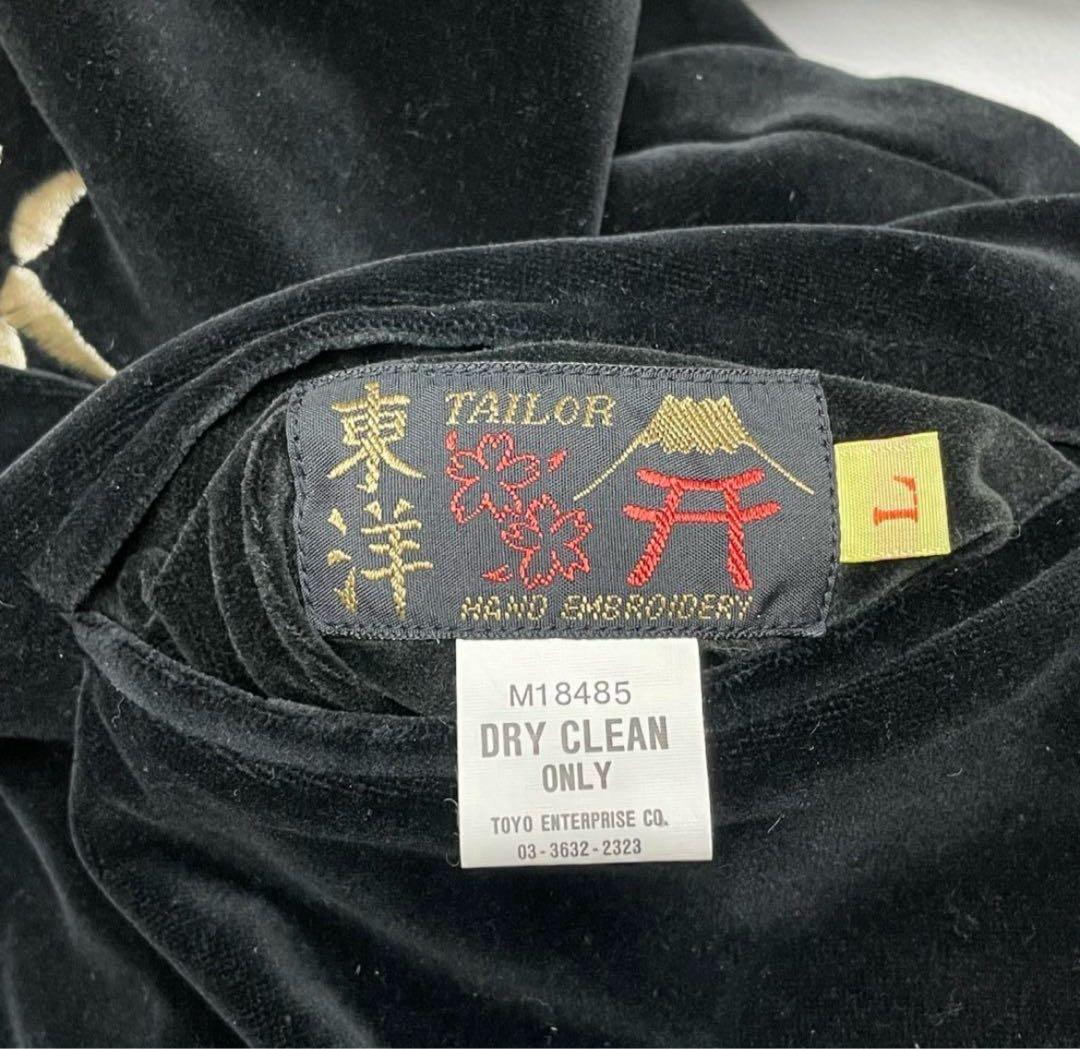 東洋
TAILOR
HAND EMBROIDERY
L
M18485
DRY CLEAN
ONLY
TOYO ENTERPRISE CO.
03-3632-2323